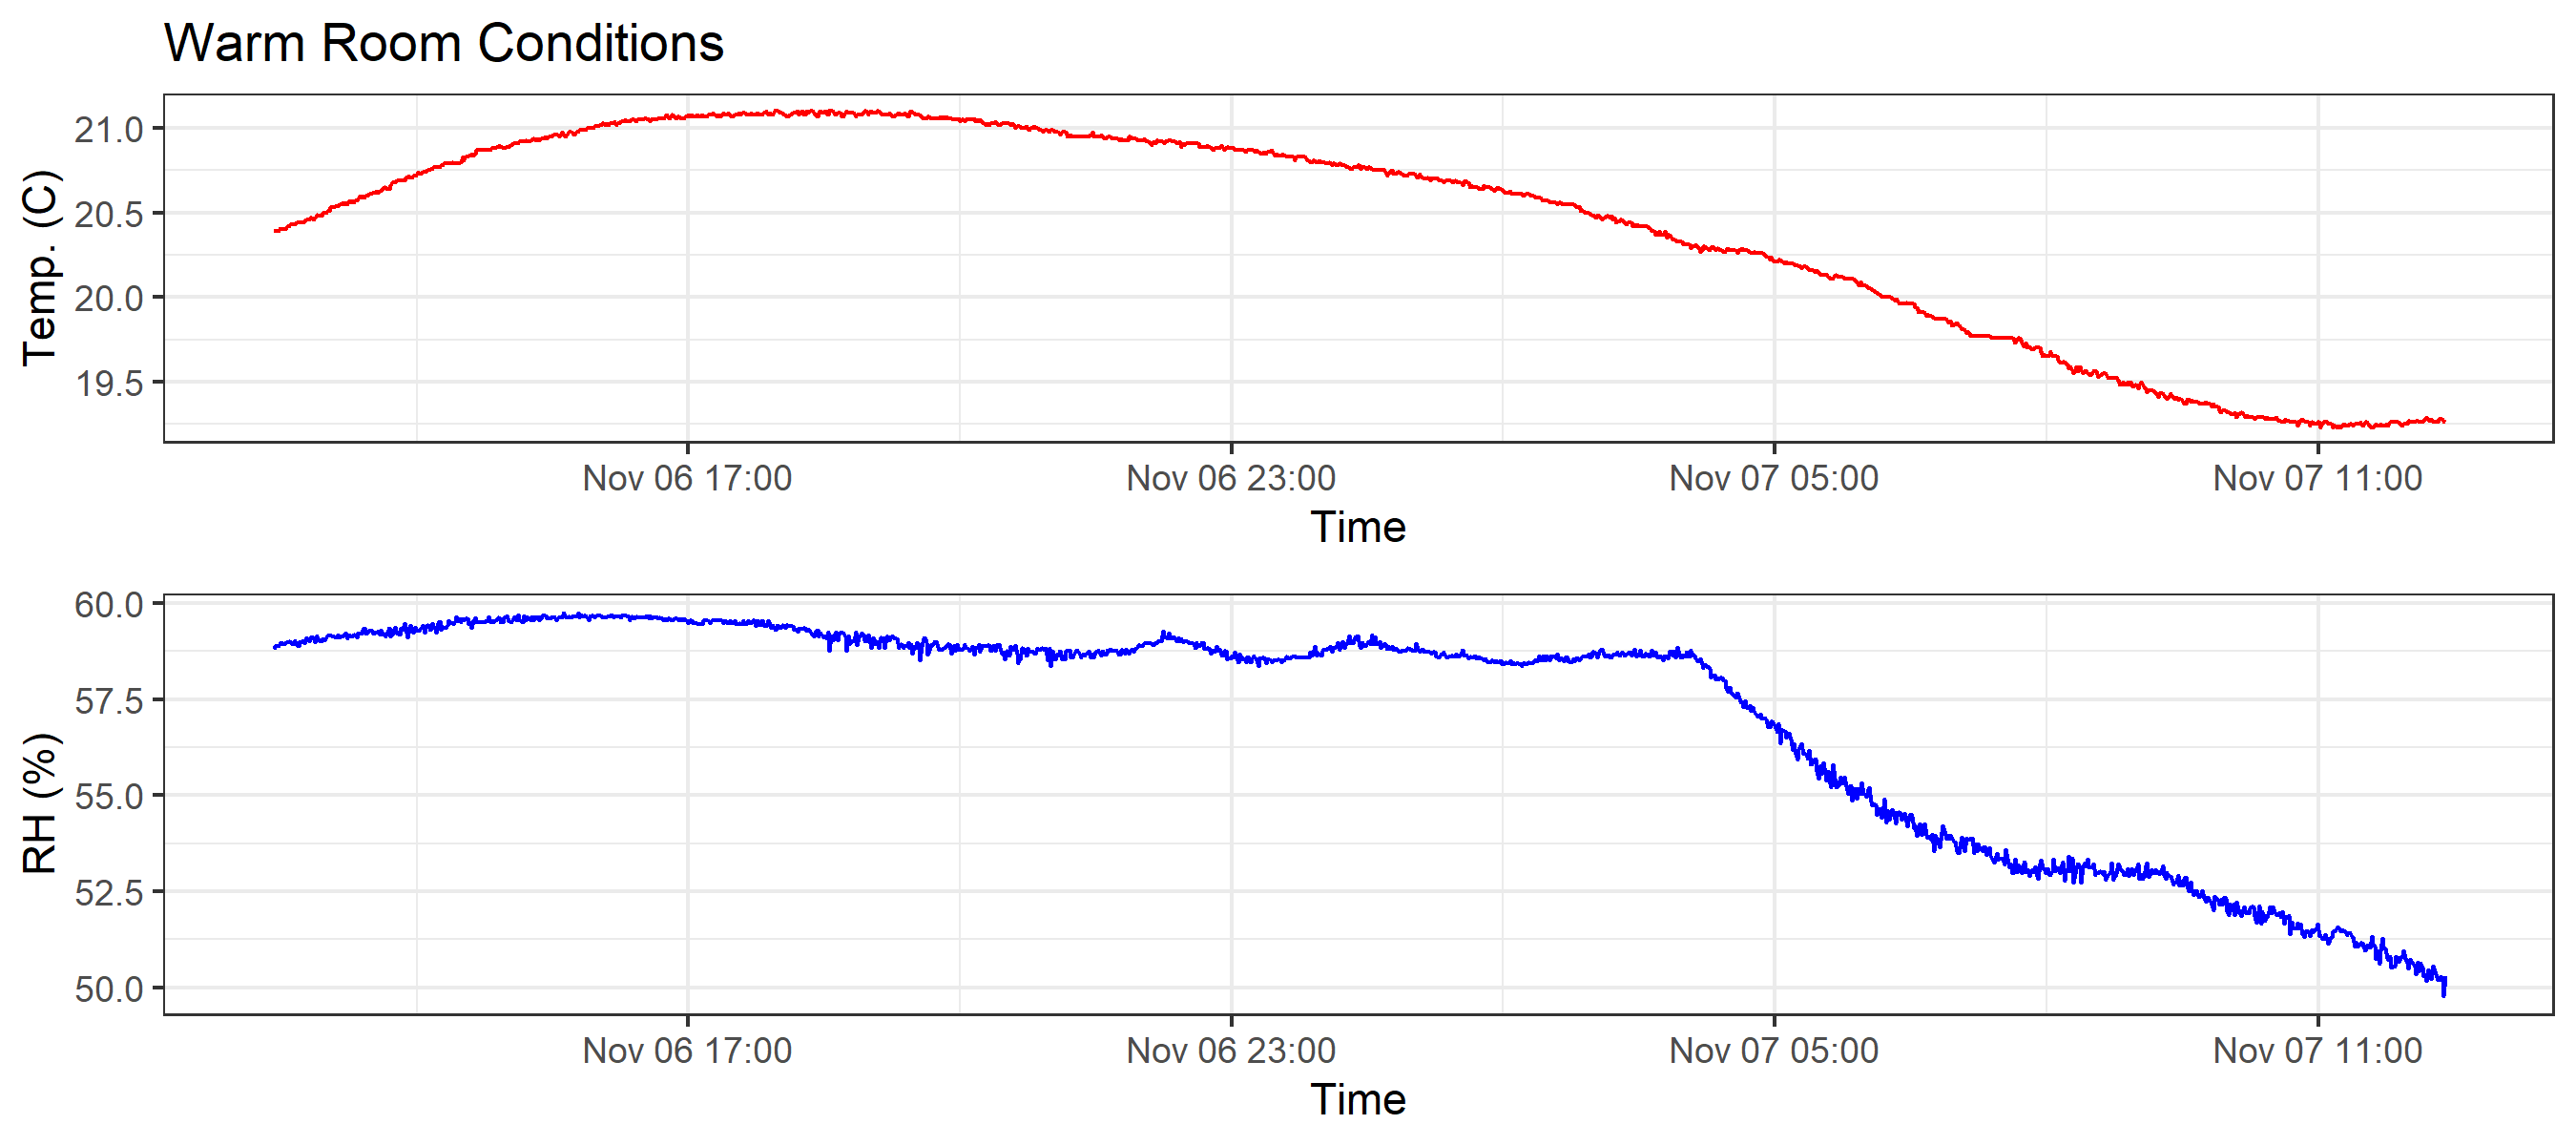 Warm Room Conditions
21.0
20.5
20.0
19.5
Temp. (C)
Nov 06 17:00 Nov 06 23:00 Nov 07 05:00 Nov 07 11:00
Time
60.0
57.5
55.0
52.5
50.0
RH (%)
Nov 06 17:00 Nov 06 23:00 Nov 07 05:00 Nov 07 11:00
Time